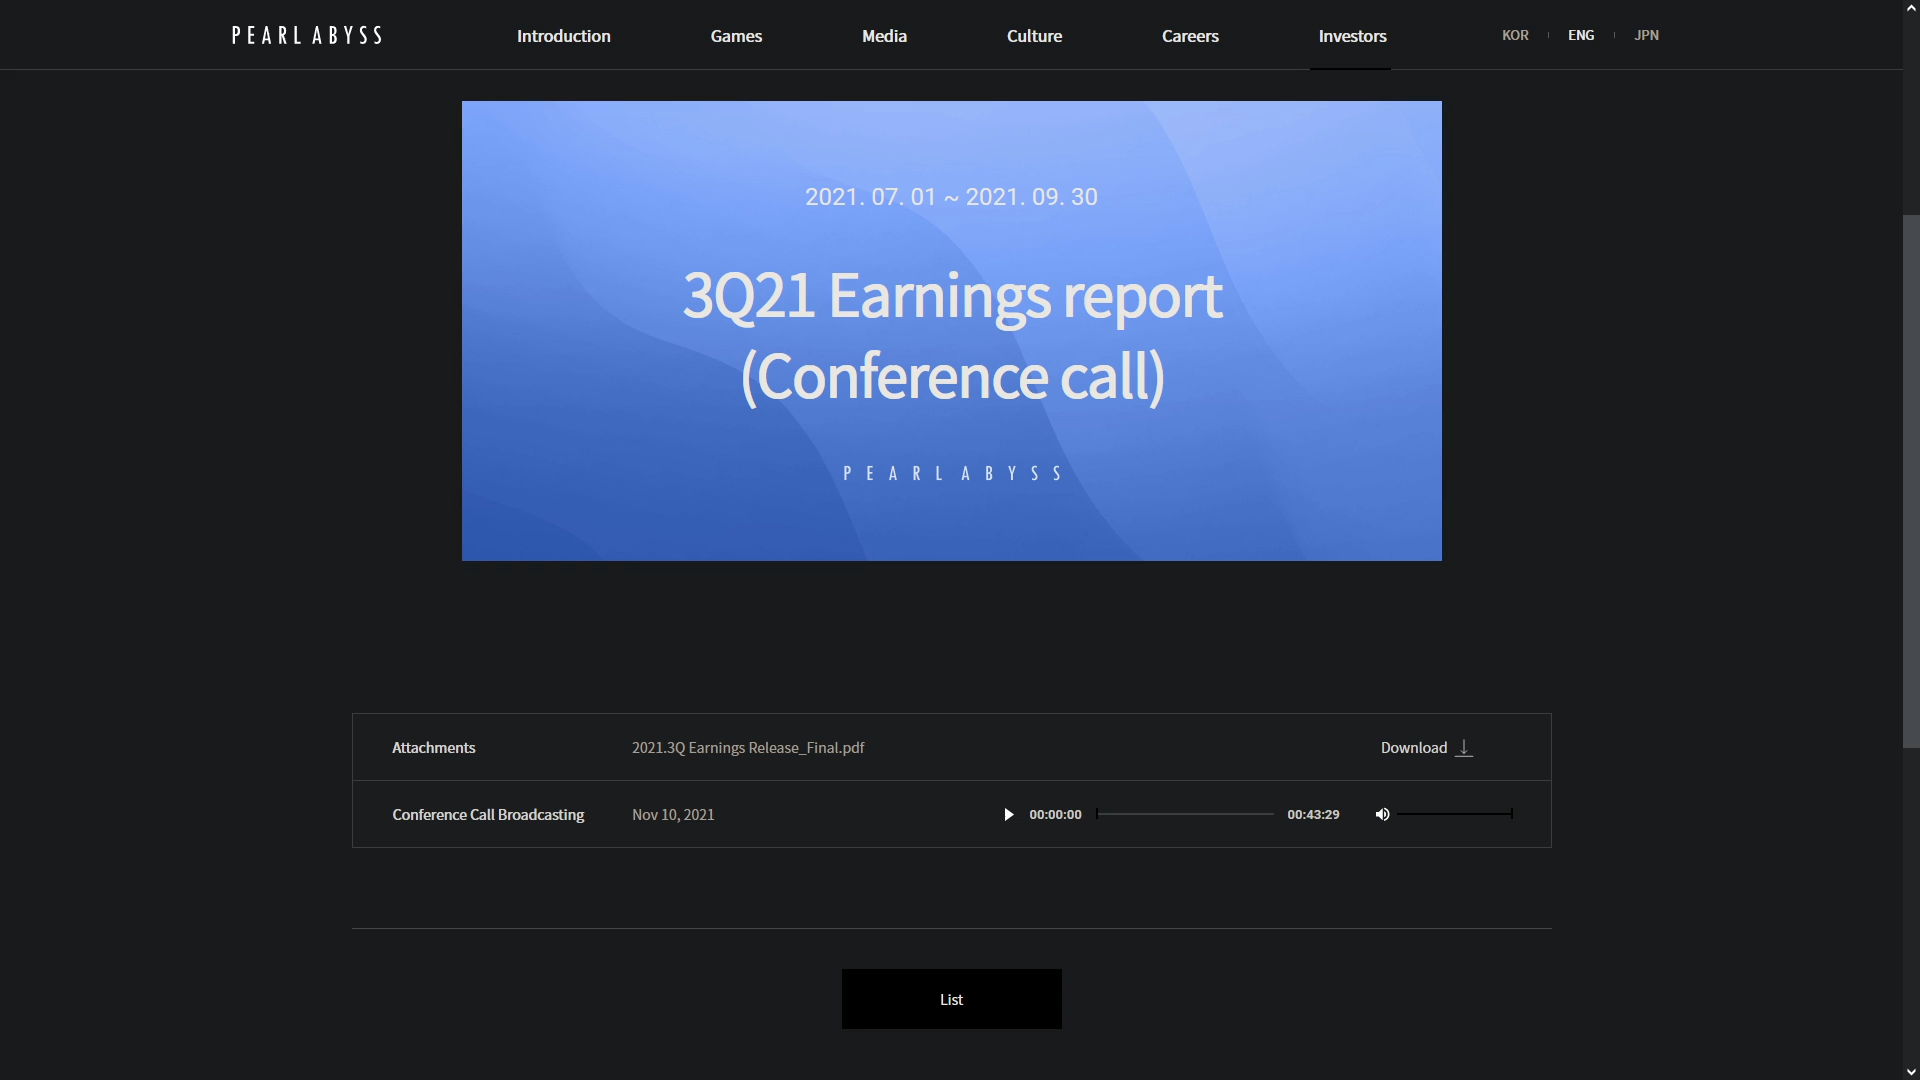 PEARL ABYSS
Introduction
Games
Media
Culture
Careers
Investors
KOR
ENG
JPN
2021. 07. 01 ~ 2021. 09. 30
3Q21 Earnings report
(Conference call)
PEARL ABYSS
Attachments
2021.3Q Earnings Release_Final.pdf
Download
Conference Call Broadcasting
Nov 10, 2021
00:00:00
00:43:29
List